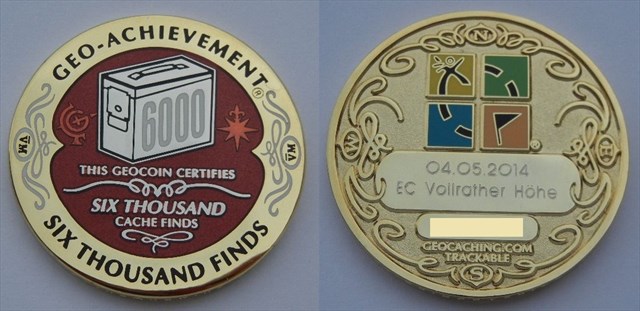 GEO-ACHIEVEMENT®
6000
THIS GEOCOIN CERTIFIES
SIX THOUSAND
CACHE FINDS
VM
VM
SIX THOUSAND FINDS
N
W
E
®
04.05.2014
EC Vollrather Höhe
GEOCACHING.COM
TRACKABLE
S